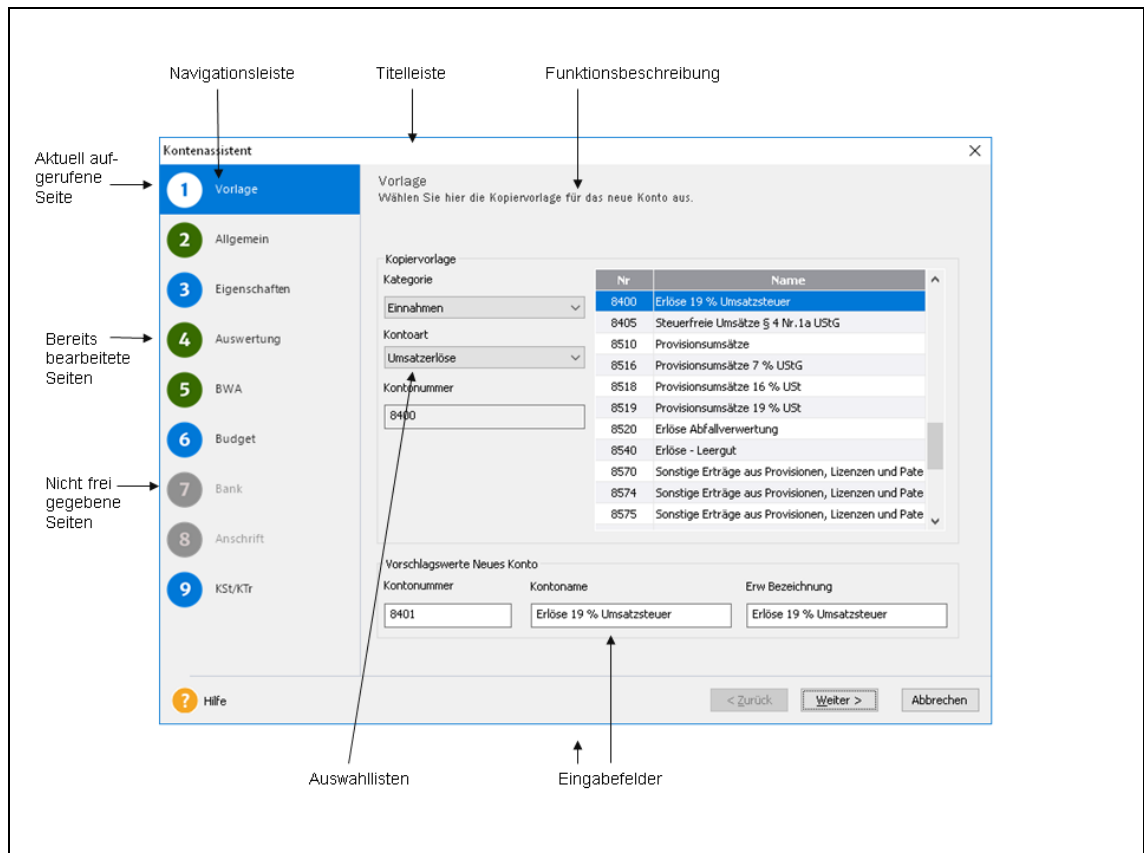 Navigationsleiste
Titelleiste
Funktionsbeschreibung
Aktuell auf-
gerufene
Seite
Bereits
bearbeitete
Seiten
Nicht frei
gegebene
Seiten
Kontenassistent
1 Vorlage
2 Allgemein
3 Eigenschaften
4 Auswertung
5 BWA
6 Budget
7 Bank
8 Anschrift
9 KSt/KTr
? Hilfe
Vorlage
Wählen Sie hier die Kopiervorlage für das neue Konto aus.
Kopiervorlage
Kategorie
Einnahmen
Kontoart
Umsatzerlöse
Kontonummer
8400
Nr Name
8400 Erlöse 19 % Umsatzsteuer
8405 Steuerfreie Umsätze § 4 Nr.1a UStG
8510 Provisionsumsätze
8516 Provisionsumsätze 7 % UStG
8518 Provisionsumsätze 16 % USt
8519 Provisionsumsätze 19 % USt
8520 Erlöse Abfallverwertung
8540 Erlöse - Leergut
8570 Sonstige Erträge aus Provisionen, Lizenzen und Pate
8574 Sonstige Erträge aus Provisionen, Lizenzen und Pate
8575 Sonstige Erträge aus Provisionen, Lizenzen und Pate
Vorschlagswerte Neues Konto
Kontonummer Kontoname Erw Bezeichnung
8401 Erlöse 19 % Umsatzsteuer Erlöse 19 % Umsatzsteuer
< Zurück Weiter > Abbrechen
Auswahllisten
Eingabefelder